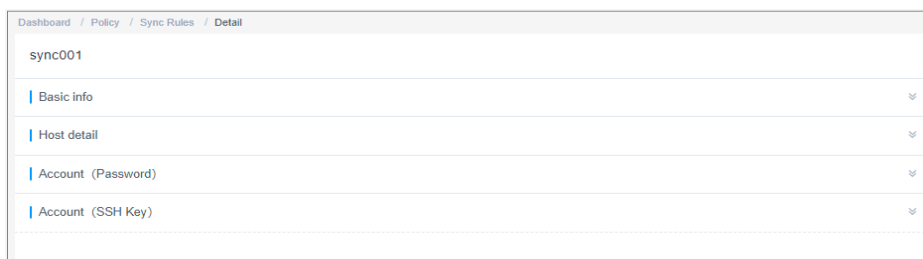 Dashboard / Policy / Sync Rules / Detail
sync001
Basic info
Host detail
Account（Password）
Account（SSH Key）